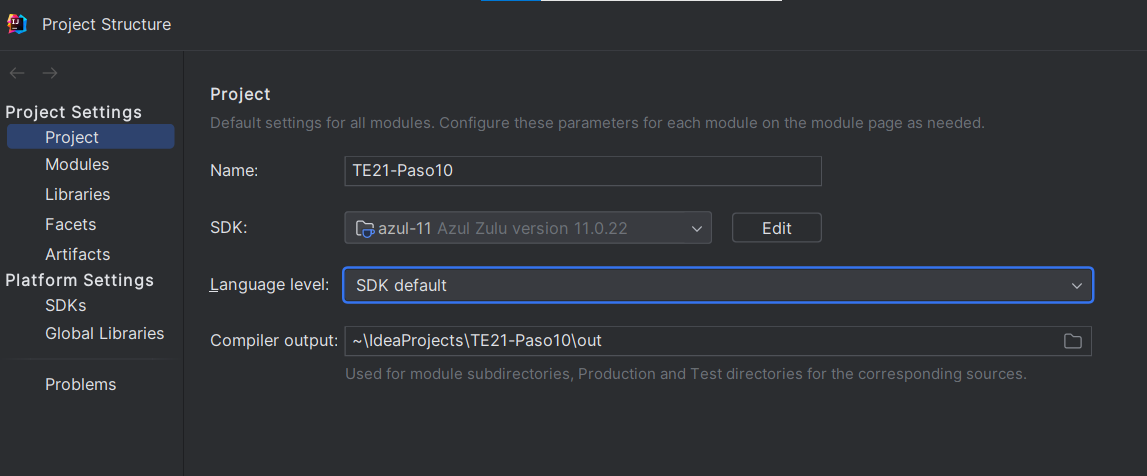 Project Structure
Project Settings
Project
Modules
Libraries
Facets
Artifacts
Platform Settings
SDKs
Global Libraries
Problems
Project
Default settings for all modules. Configure these parameters for each module on the module page as needed.
Name: TE21-Paso10
SDK: azul-11 Azul Zulu version 11.0.22 Edit
Language level: SDK default
Compiler output: ~\IdeaProjects\TE21-Paso10\out
Used for module subdirectories, Production and Test directories for the corresponding sources.